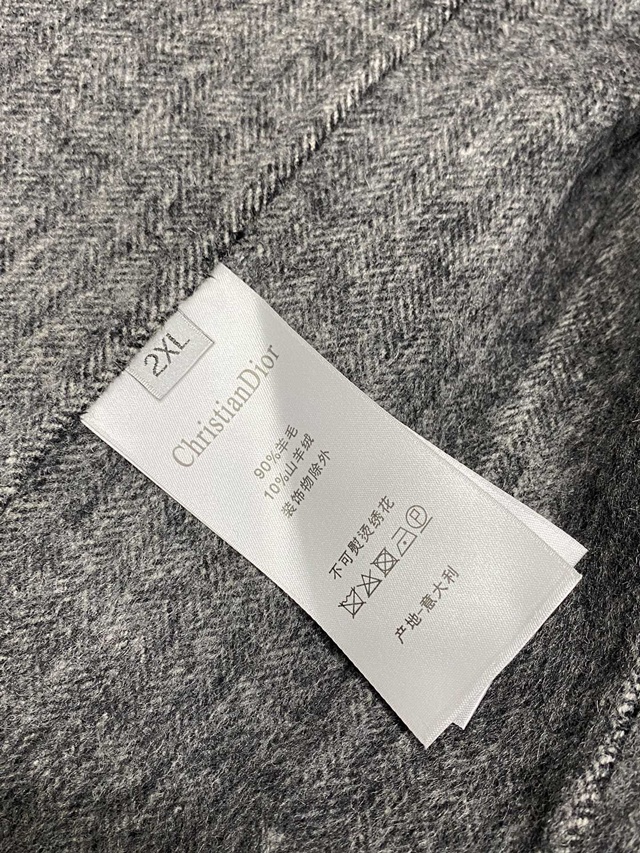 2XL
ChristianDior
90%羊毛
10%山羊绒
装饰物除外
不可熨烫绣花
P
产地-意大利